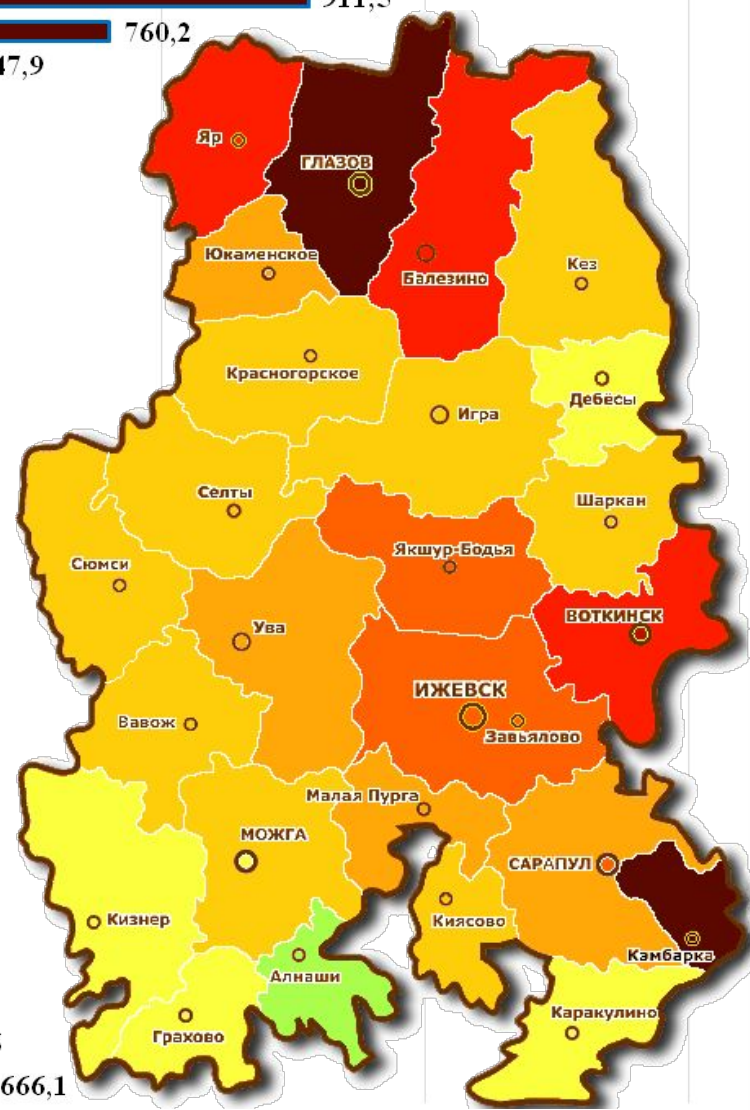 760,2
47,9
Яр
ГЛАЗОВ
Юкаменское
Балезино
Кез
Красногорское
Дебёсы
Игра
Селты
Шаркан
Якшур-Бодья
Сюмси
ВОТКИНСК
Ува
ИЖЕВСК
Вавож
Завьялово
Малая Пурга
МОЖГА
САРАПУЛ
Кизнер
Киясово
Камбарка
Алнаши
Каракулино
Грахово
666,1